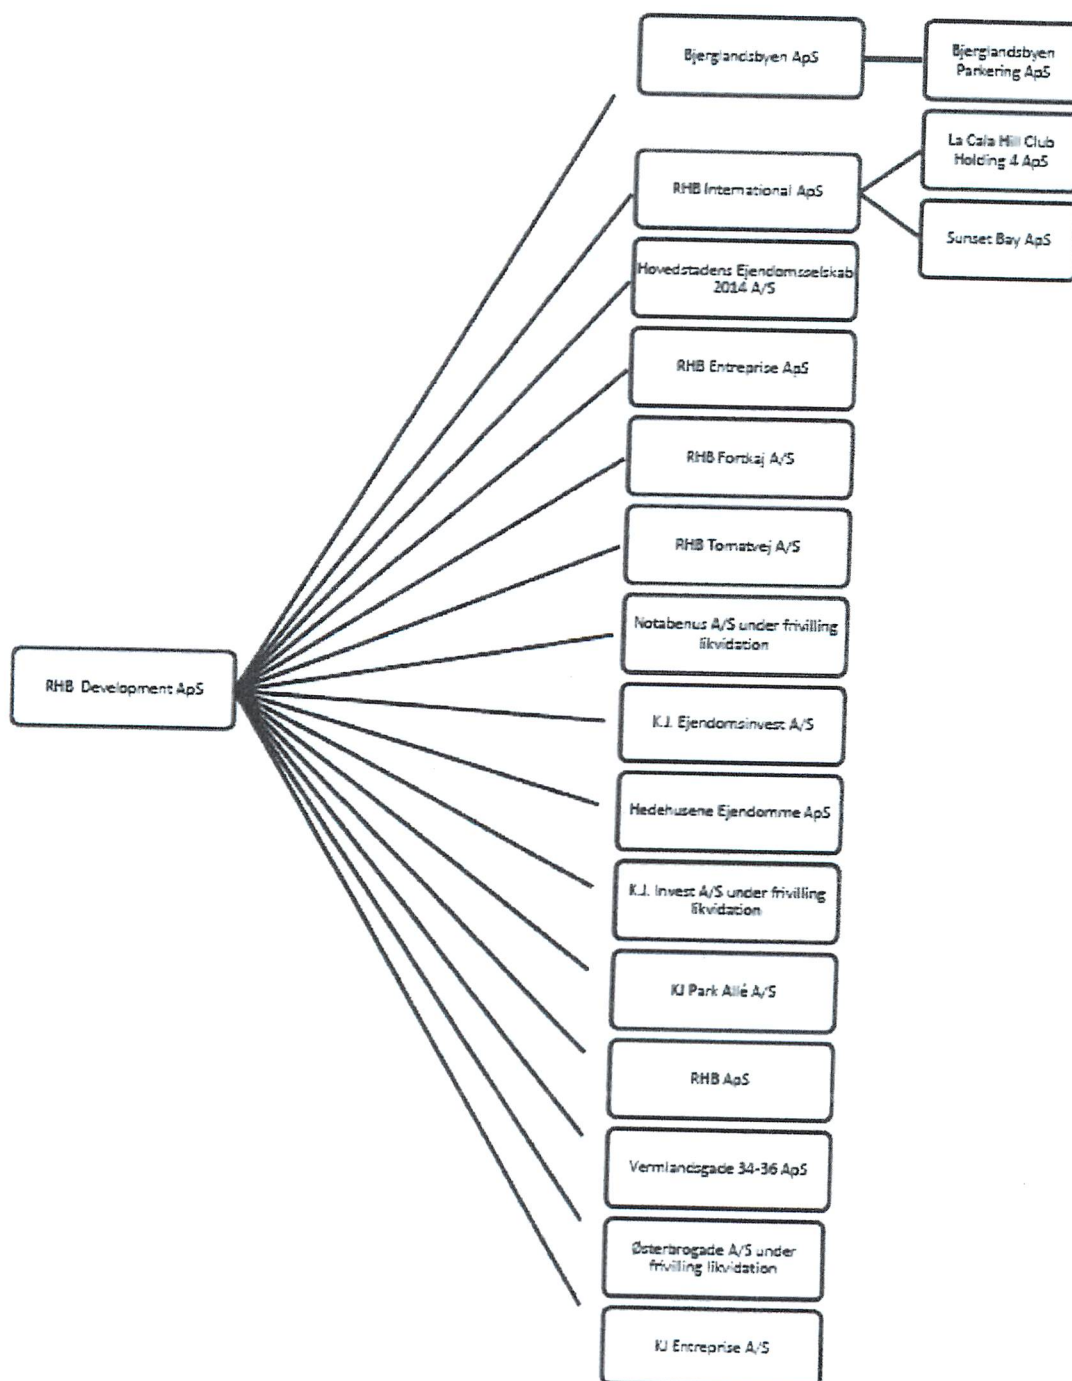 Bjerglandsbyen ApS
Bjerglandsbyen
Parkering ApS
La Cala Hill Club
Holding 4 ApS
RHB International ApS
Sunset Bay ApS
Hovedstadens Ejendomsselskab
2014 A/S
RHB Entreprise ApS
RHB Fortkaj A/S
RHB Tomatvej A/S
Notabenus A/S under frivilling
likvidation
RHB Development ApS
K.J. Ejendomsinvest A/S
Hedehusene Ejendomme ApS
K.J. Invest A/S under frivilling
likvidation
KJ Park Allé A/S
RHB ApS
Vermlandsgade 34-36 ApS
Østerbrogade A/S under
frivilling likvidation
KJ Entreprise A/S